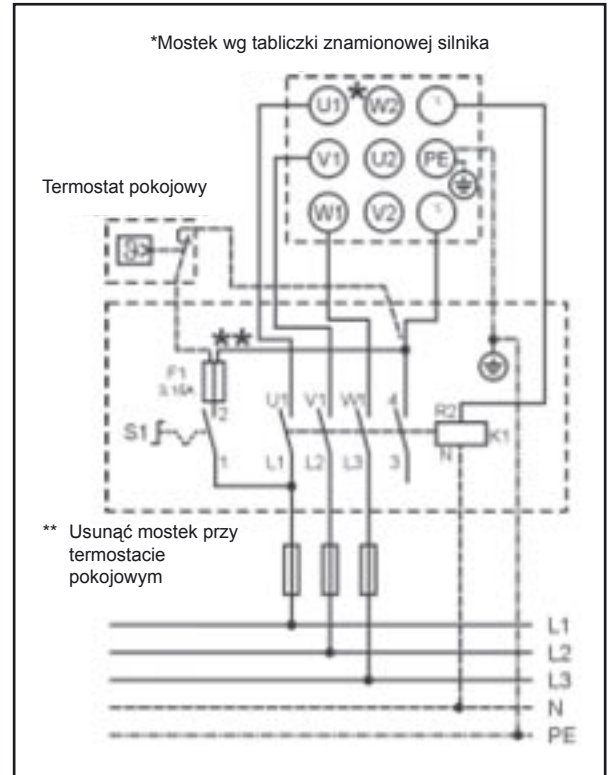 *Mostek wg tabliczki znamionowej silnika
U1 * W2
V1 U2 PE
W1 V2
Termostat pokojowy
**
F1
3,15A
2 U1 V1 W1 4 R2
S1 K1
1 L1 L2 L3 3 N
** Usunąć mostek przy
termostacie
pokojowym
L1
L2
L3
N
PE